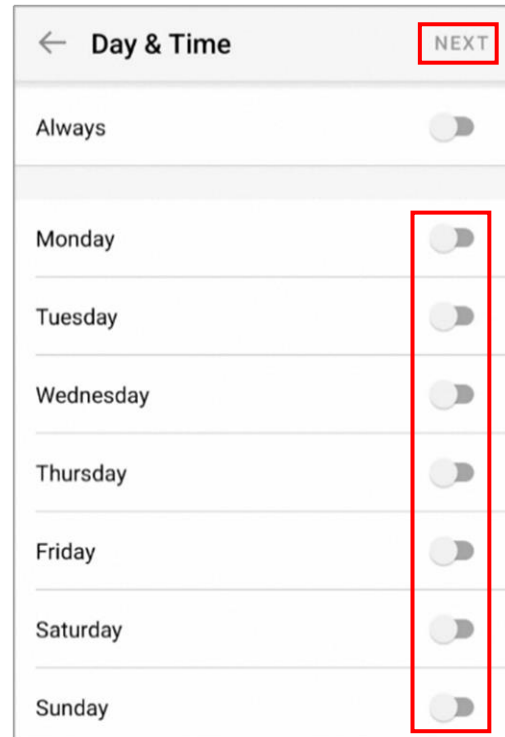 Day & Time NEXT
Always
Monday
Tuesday
Wednesday
Thursday
Friday
Saturday
Sunday